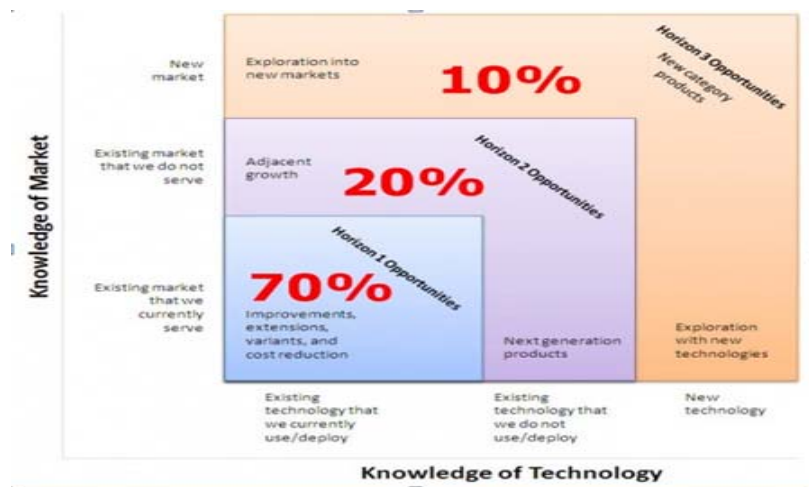 Knowledge of Market
New
market
Existing market
that we do not
serve
Existing market
that we
currently
serve
Exploration into
new markets
10%
Horizon 3 Opportunities
New category
products
Adjacent
growth
20%
Horizon 2 Opportunities
Horizon 1 Opportunities
70%
Improvements,
extensions,
variants, and
cost reduction
Next generation
products
Exploration
with new
technologies
Existing
technology that
we currently
use/deploy
Existing
technology that
we do not
use/deploy
New
technology
Knowledge of Technology